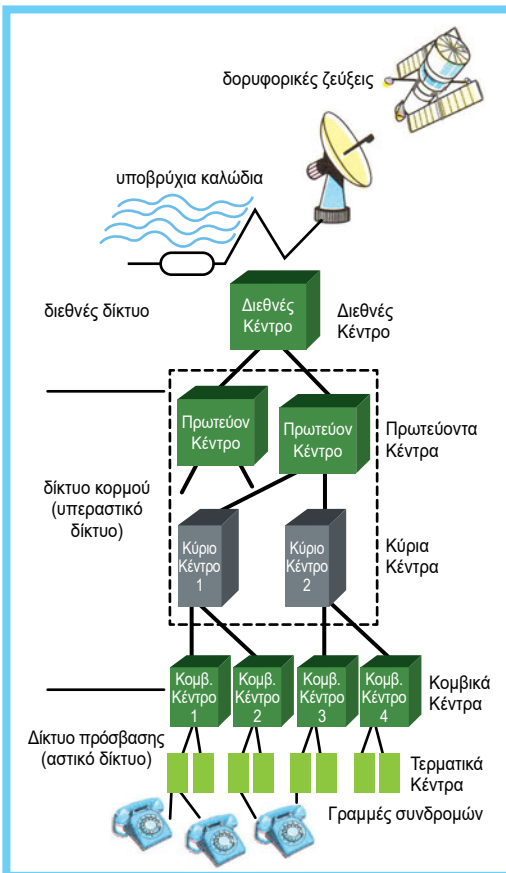 δορυφορικές ζεύξεις
υποβρύχια καλώδια
διεθνές δίκτυο
Διεθνές
Κέντρο
Διεθνές
Κέντρο
Πρωτεύον
Κέντρο
Πρωτεύον
Κέντρο
Πρωτεύοντα
Κέντρα
δίκτυο κορμού
(υπεραστικό
δίκτυο)
Κύριο
Κέντρο
1
Κύριο
Κέντρο
2
Κύρια
Κέντρα
Κομβ.
Κέντρο
1
Κομβ.
Κέντρο
2
Κομβ.
Κέντρο
3
Κομβ.
Κέντρο
4
Κομβικά
Κέντρα
Δίκτυο πρόσβασης
(αστικό δίκτυο)
Τερματικά
Κέντρα
Γραμμές συνδρομών